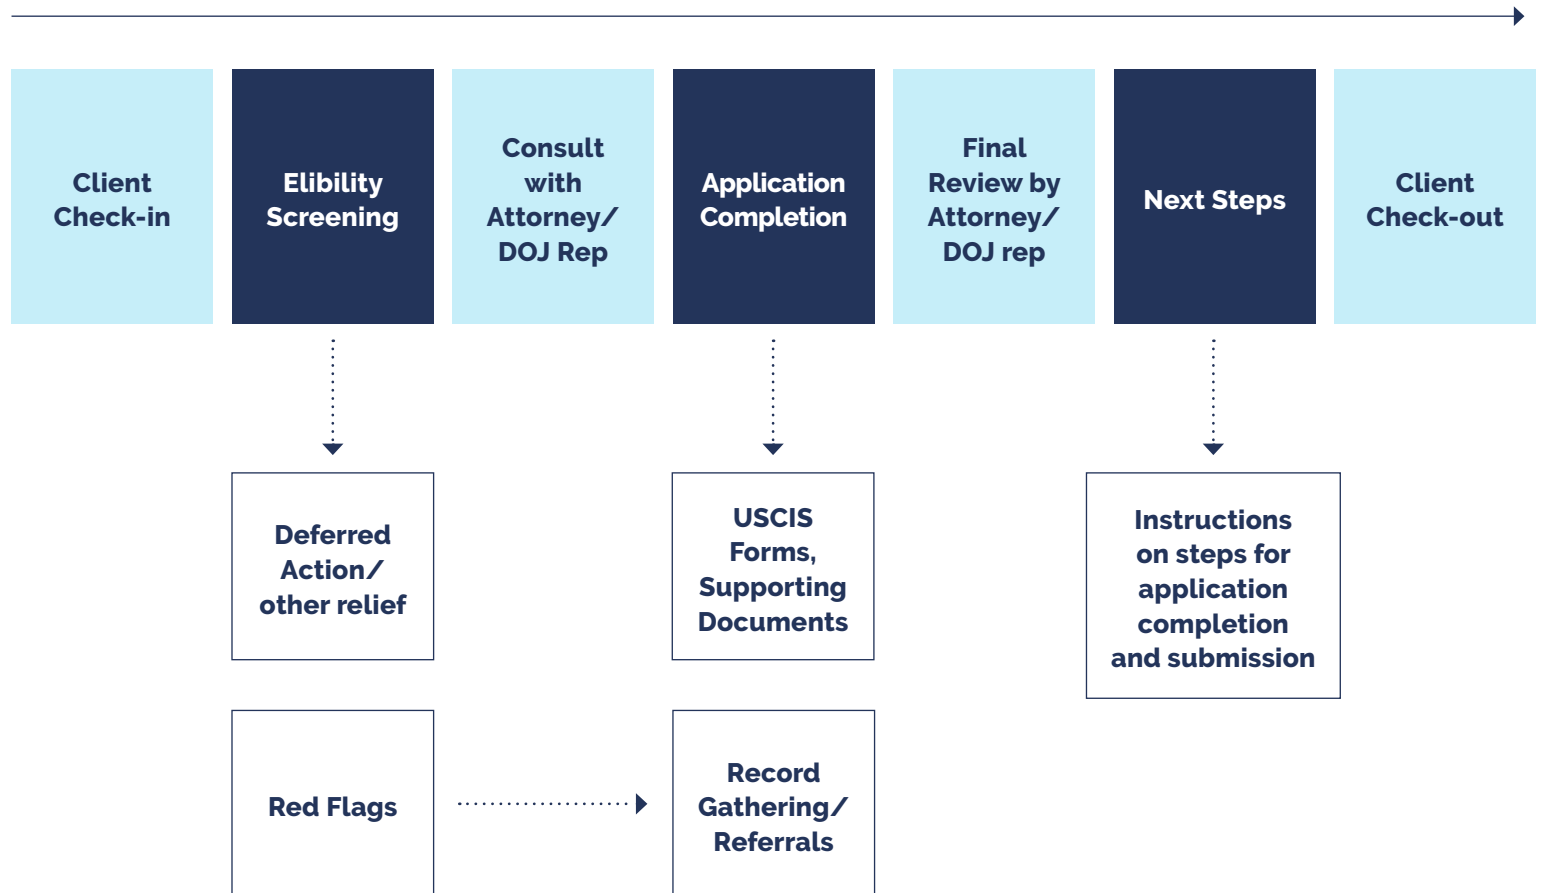 Client
Check-in
Elibility
Screening
Consult
with
Attorney/
DOJ Rep
Application
Completion
Final
Review by
Attorney/
DOJ rep
Next Steps
Client
Check-out
Deferred
Action/
other relief
USCIS
Forms,
Supporting
Documents
Instructions
on steps for
application
completion
and submission
Red Flags
Record
Gathering/
Referrals